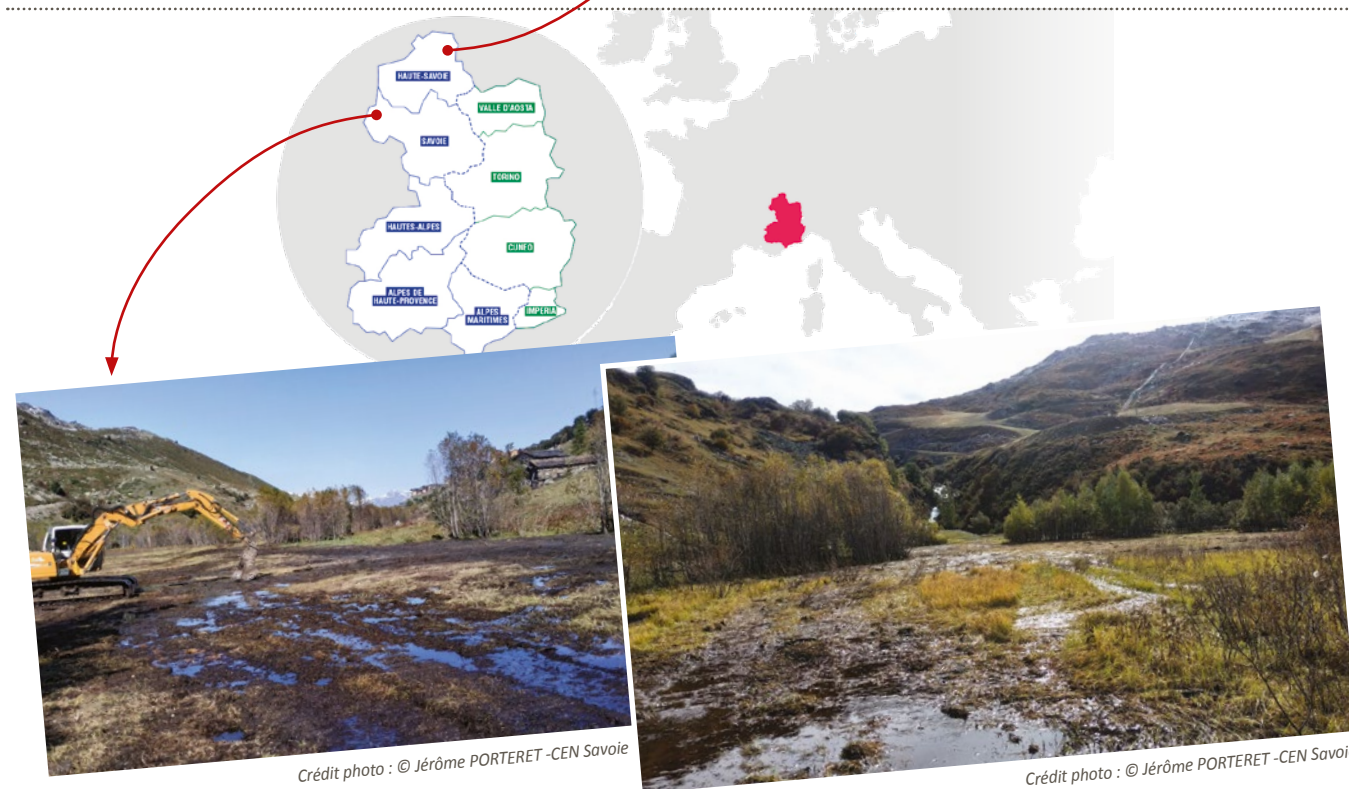 HAUTE-SAVOIE
VALLE D'AOSTA
SAVOIE
TORINO
HAUTES-ALPES
CUNEO
ALPES DE
HAUTE-PROVENCE
ALPES
MARITIMES
IMPERIA
Crédit photo : © Jérôme PORTERET -CEN Savoie
Crédit photo : © Jérôme PORTERET -CEN Savoi